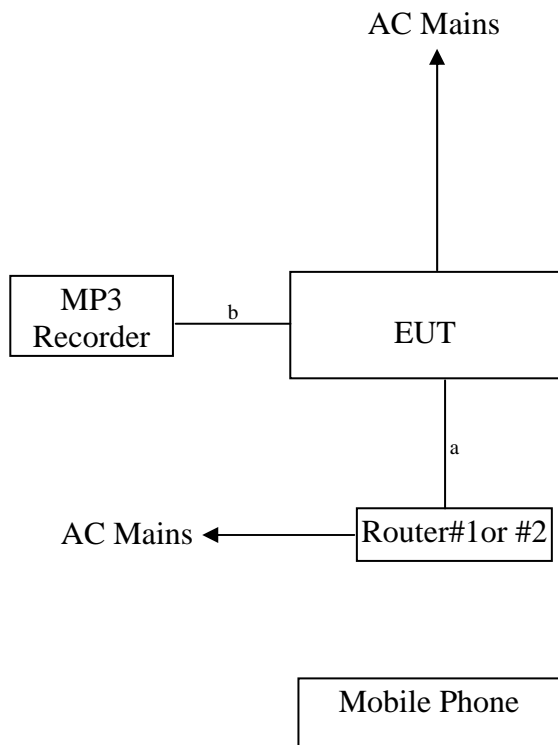 AC Mains
MP3
Recorder
b
EUT
a
AC Mains
Router#1or #2
Mobile Phone